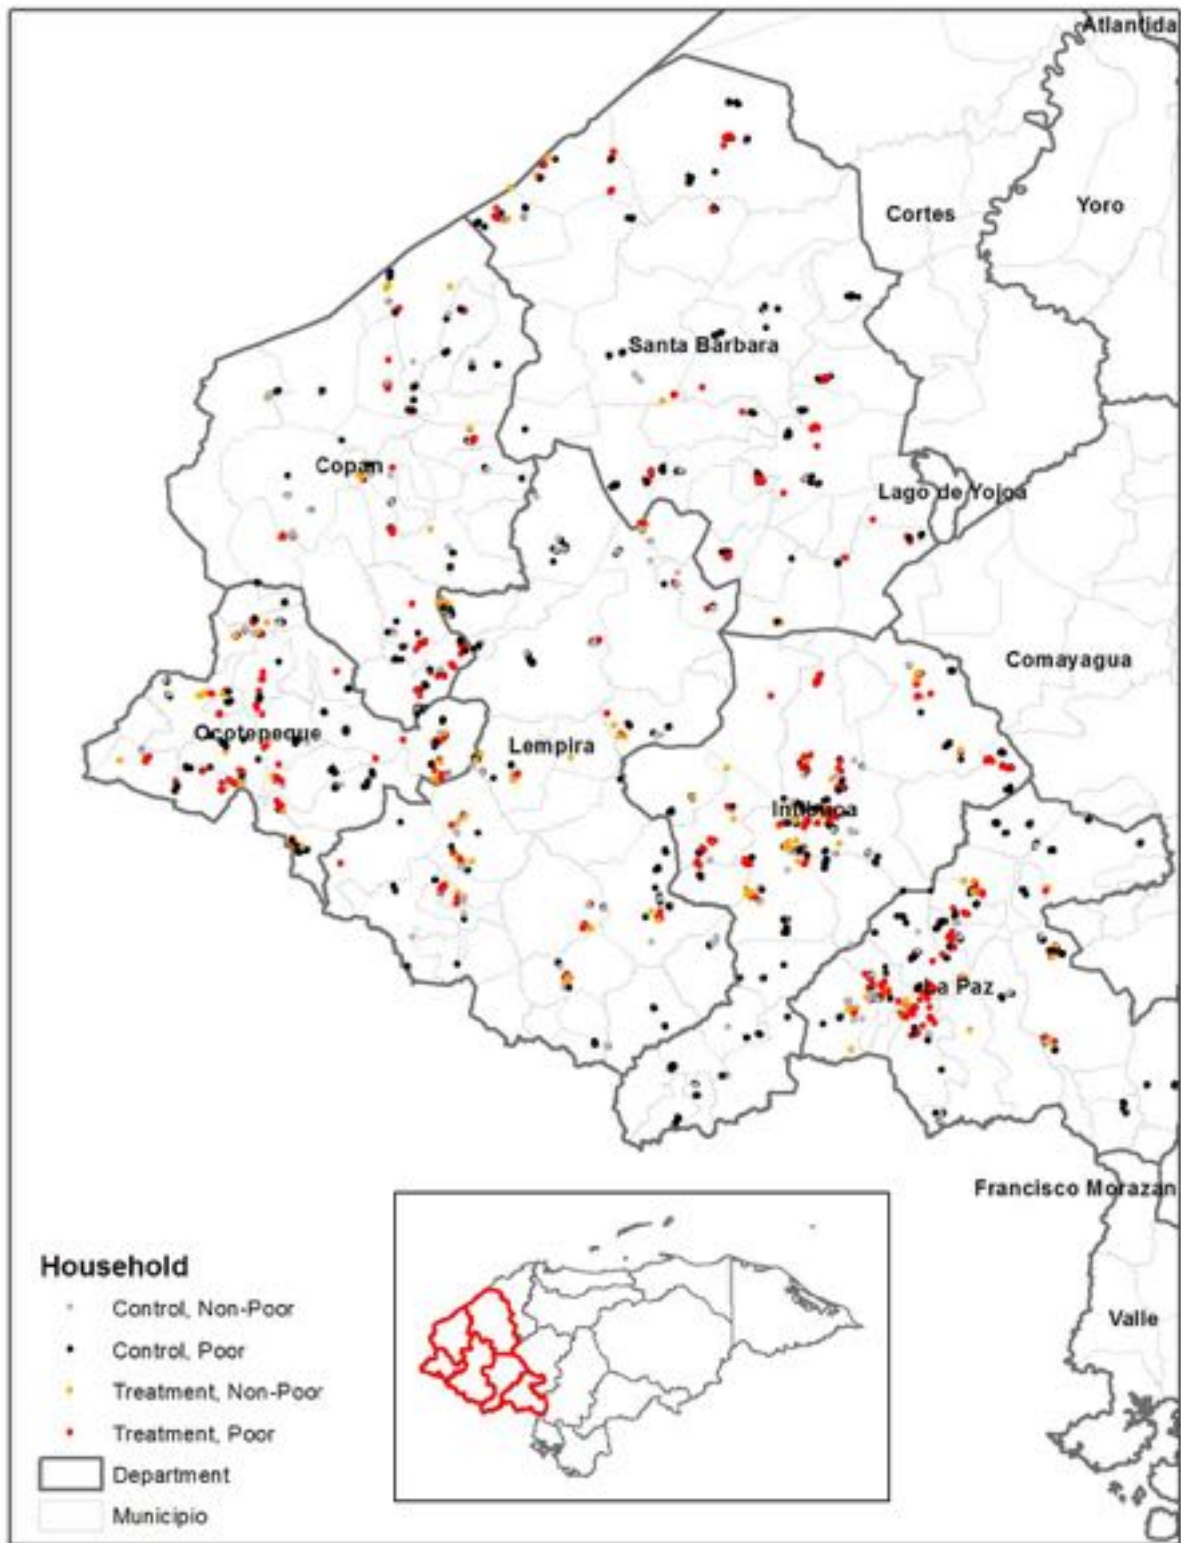 Atlantida
Cortes
Yoro
Santa Barbara
Copan
Lago de Yojoa
Comayagua
Ocotepeque
Lempira
Intibuca
La Paz
Francisco Morazan
Valle
Household
Control, Non-Poor
Control, Poor
Treatment, Non-Poor
Treatment, Poor
Department
Municipio